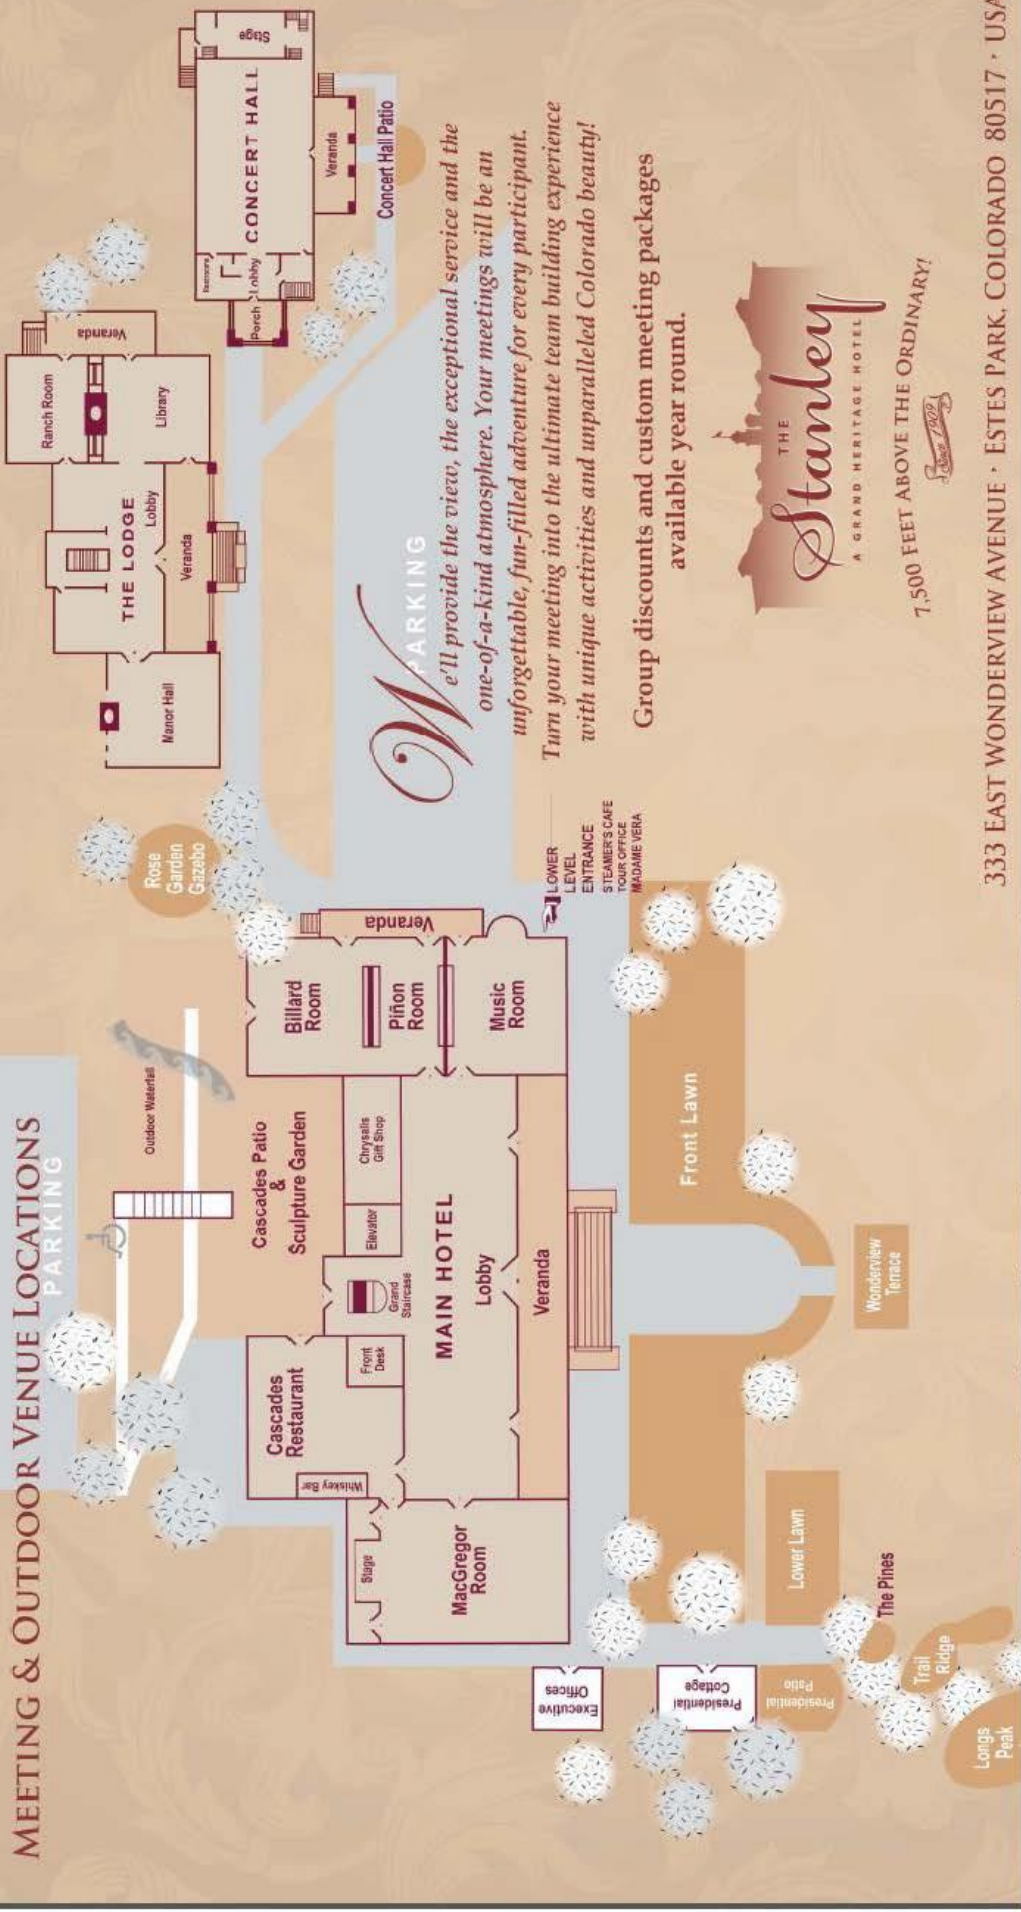 MEETING & OUTDOOR VENUE LOCATIONS
PARKING
Outdoor Waterfall
Cascades Patio
&
Sculpture Garden
Cascades
Restaurant
Whiskey Bar
Front
Desk
Grand
Staircase
Elevator
Chrysalis
Gift Shop
Billard
Room
Piñon
Room
Music
Room
Veranda
MAIN HOTEL
Lobby
Veranda
Stage
MacGregor
Room
Executive
Offices
Presidential
Cottage
Presidential
Patio
Lower Lawn
The Pines
Trail
Ridge
Longs
Peak
Front Lawn
Wonderview
Terrace
Rose
Garden
Gazebo
LOWER
LEVEL
ENTRANCE
STEAMER'S CAFE
TOUR OFFICE
MADAME VERA
Manor Hall
THE LODGE
Lobby
Veranda
Ranch Room
Library
Veranda
Porch
Lobby
Restrooms
CONCERT HALL
Stage
Veranda
Concert Hall Patio
PARKING
We'll provide the view, the exceptional service and the
one-of-a-kind atmosphere. Your meetings will be an
unforgettable, fun-filled adventure for every participant.
Turn your meeting into the ultimate team building experience
with unique activities and unparalleled Colorado beauty!
Group discounts and custom meeting packages
available year round.
THE
Stanley
A GRAND HERITAGE HOTEL
7,500 FEET ABOVE THE ORDINARY!
Since 1909
333 EAST WONDERVIEW AVENUE · ESTES PARK, COLORADO 80517 · USA